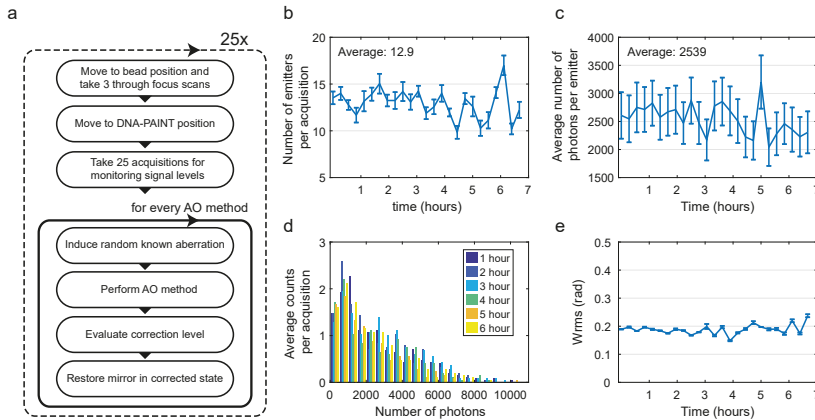 a
25x
Move to bead position and
take 3 through focus scans
Move to DNA-PAINT position
Take 25 acquisitions for
monitoring signal levels
for every AO method
Induce random known aberration
Perform AO method
Evaluate correction level
Restore mirror in corrected state
b
Average: 12.9
Number of emitters
per acquisition
20
15
10
5
1 2 3 4 5 6 7
time (hours)
c
Average: 2539
Average number of
photons per emitter
4000
3500
3000
2500
2000
1500
1 2 3 4 5 6 7
Time (hours)
d
Average counts
per acquisition
3
2
1
0
0 2000 4000 6000 8000 10000
Number of photons
1 hour
2 hour
3 hour
4 hour
5 hour
6 hour
e
Wrms (rad)
0.5
0.4
0.3
0.2
0.1
0
1 2 3 4 5 6 7
Time (hours)